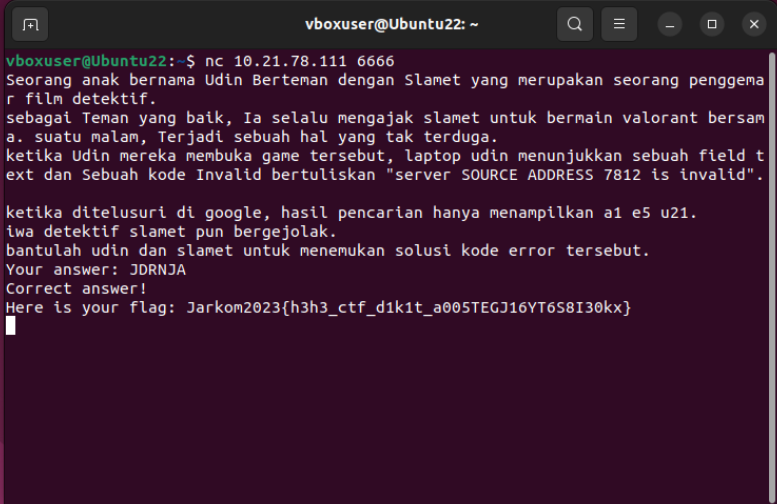 vboxuser@Ubuntu22: ~
vboxuser@Ubuntu22:~$ nc 10.21.78.111 6666
Seorang anak bernama Udin Berteman dengan Slamet yang merupakan seorang penggema
r film detektif.
sebagai Teman yang baik, Ia selalu mengajak slamet untuk bermain valorant bersam
a. suatu malam, Terjadi sebuah hal yang tak terduga.
ketika Udin mereka membuka game tersebut, laptop udin menunjukkan sebuah field t
ext dan Sebuah kode Invalid bertuliskan "server SOURCE ADDRESS 7812 is invalid".
ketika ditelusuri di google, hasil pencarian hanya menampilkan a1 e5 u21.
iwa detektif slamet pun bergejolak.
bantulah udin dan slamet untuk menemukan solusi kode error tersebut.
Your answer: JDRNJA
Correct answer!
Here is your flag: Jarkom2023{h3h3_ctf_d1k1t_a005TEGJ16YT6S8I30kx}